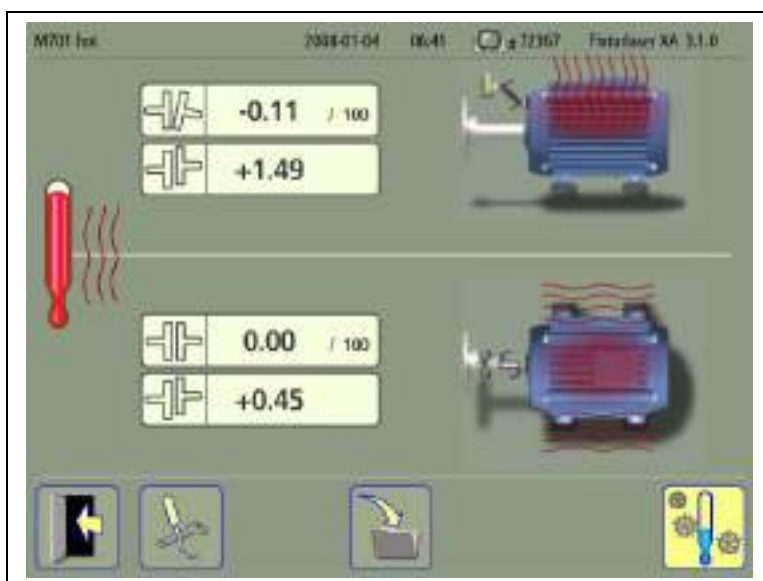 M701 hot 2008-01-04 06:41 ± 72367 Fixturlaser XA 3.1.0
-0.11 / 100
+1.49
0.00 / 100
+0.45